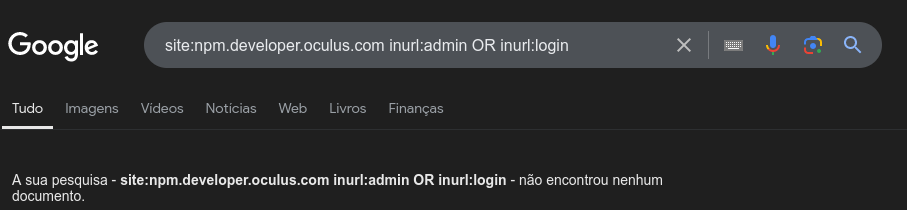 Google
site:npm.developer.oculus.com inurl:admin OR inurl:login
Tudo Imagens Vídeos Notícias Web Livros Finanças
A sua pesquisa - site:npm.developer.oculus.com inurl:admin OR inurl:login - não encontrou nenhum
documento.